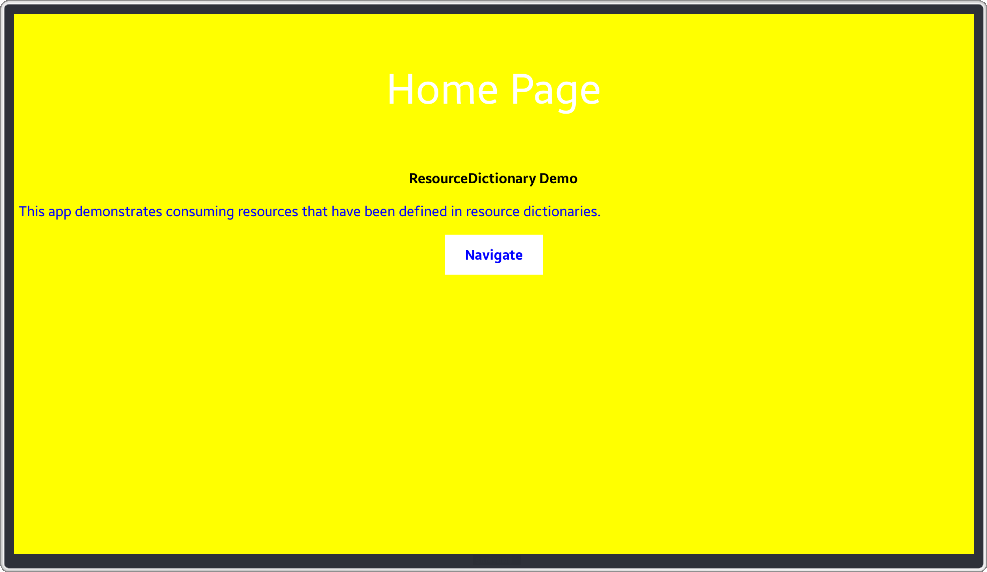 Home Page
ResourceDictionary Demo
This app demonstrates consuming resources that have been defined in resource dictionaries.
Navigate